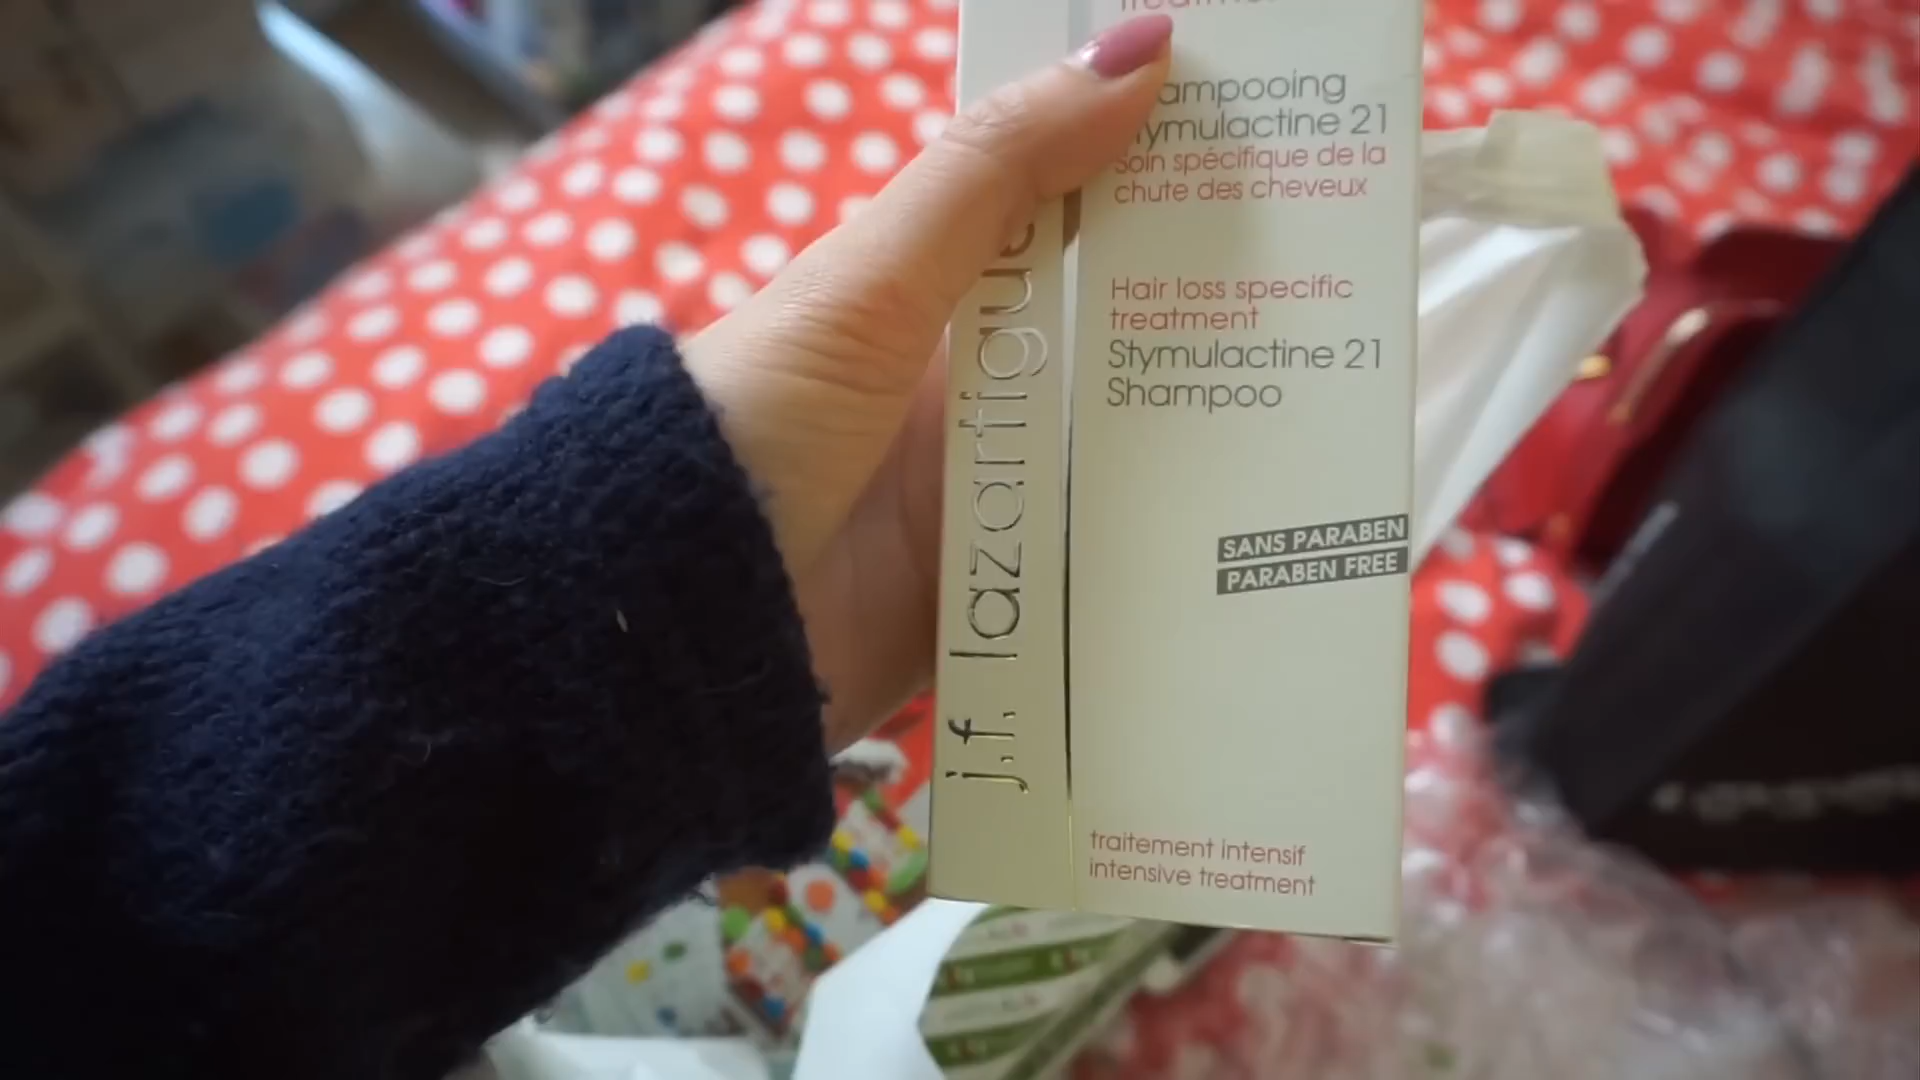 j.f. lazartigue
ampooing
ymulactine 21
Soin spécifique de la
chute des cheveux
Hair loss specific
treatment
Stymulactine 21
Shampoo
SANS PARABEN
PARABEN FREE
traitement intensif
intensive treatment